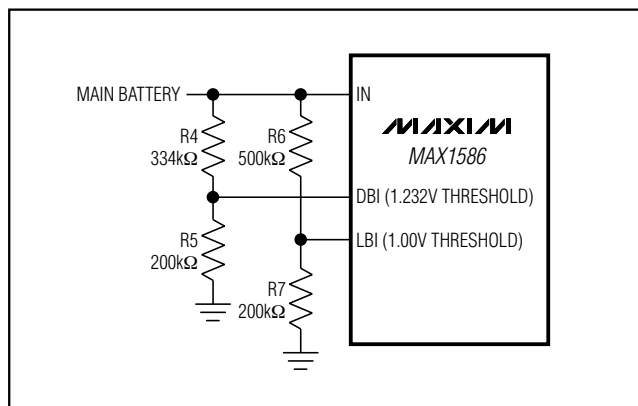 MAIN BATTERY
IN
MAXIM
MAX1586
R4
334kΩ
R6
500kΩ
DBI (1.232V THRESHOLD)
LBI (1.00V THRESHOLD)
R5
200kΩ
R7
200kΩ